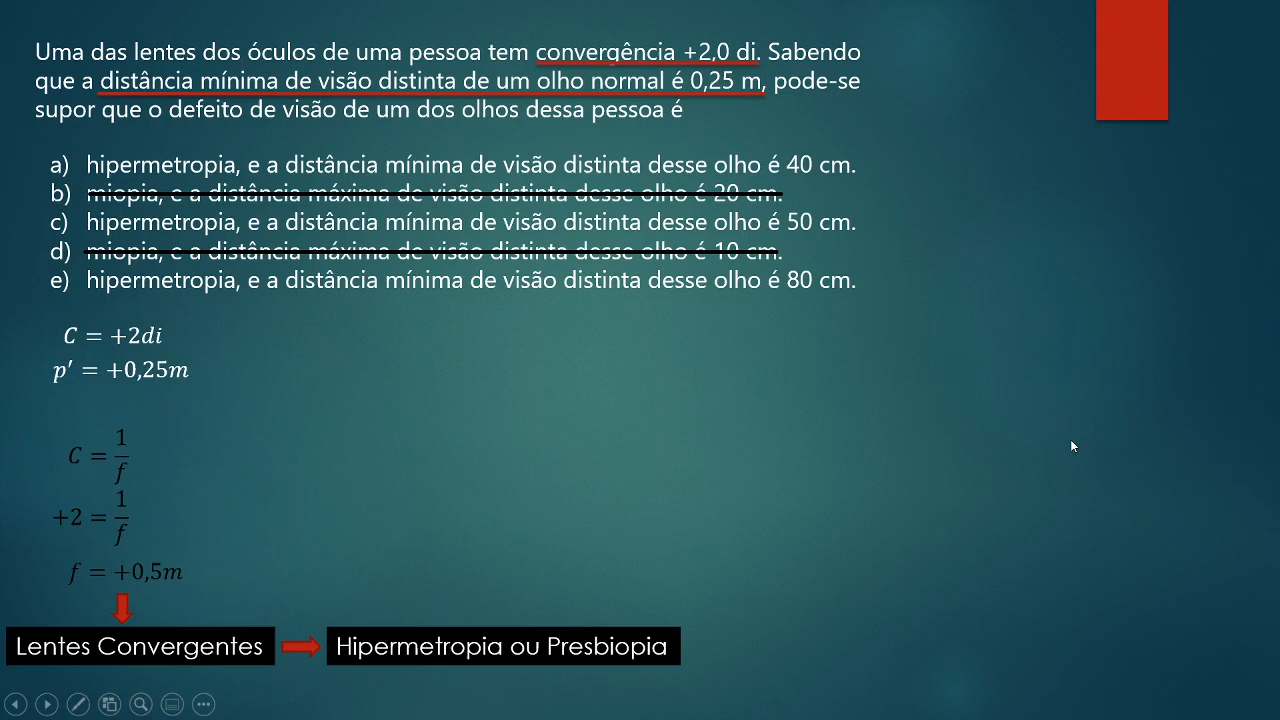 Uma das lentes dos óculos de uma pessoa tem convergência +2,0 di. Sabendo
que a distância mínima de visão distinta de um olho normal é 0,25 m, pode-se
supor que o defeito de visão de um dos olhos dessa pessoa é
a) hipermetropia, e a distância mínima de visão distinta desse olho é 40 cm.
b) miopia, e a distância máxima de visão distinta desse olho é 20 cm.
c) hipermetropia, e a distância mínima de visão distinta desse olho é 50 cm.
d) miopia, e a distância máxima de visão distinta desse olho é 10 cm.
e) hipermetropia, e a distância mínima de visão distinta desse olho é 80 cm.
C = +2di
p′ = +0,25m
C = 1/f
+2 = 1/f
f = +0,5m
Lentes Convergentes
Hipermetropia ou Presbiopia